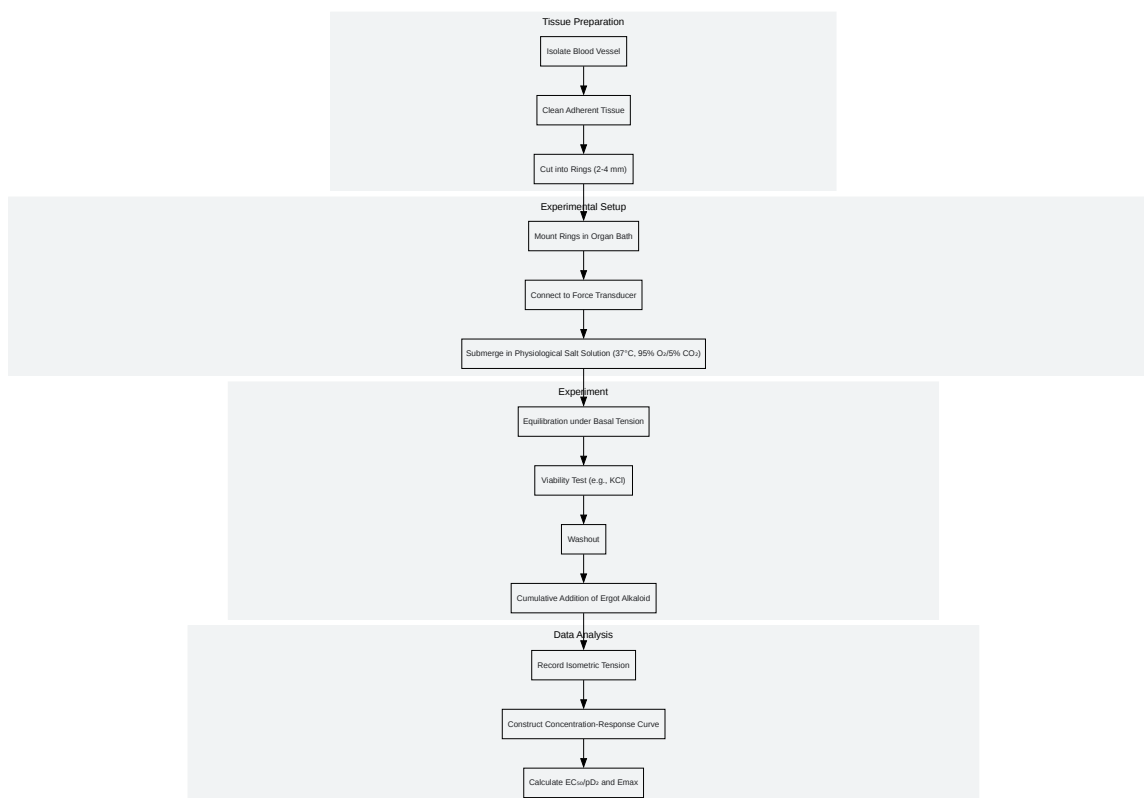 Tissue Preparation
Isolate Blood Vessel
Clean Adherent Tissue
Cut into Rings (2-4 mm)
Experimental Setup
Mount Rings in Organ Bath
Connect to Force Transducer
Submerge in Physiological Salt Solution (37°C, 95% O₂/5% CO₂)
Experiment
Equilibration under Basal Tension
Viability Test (e.g., KCl)
Washout
Cumulative Addition of Ergot Alkaloid
Data Analysis
Record Isometric Tension
Construct Concentration-Response Curve
Calculate EC₅₀/pD₂ and Emax